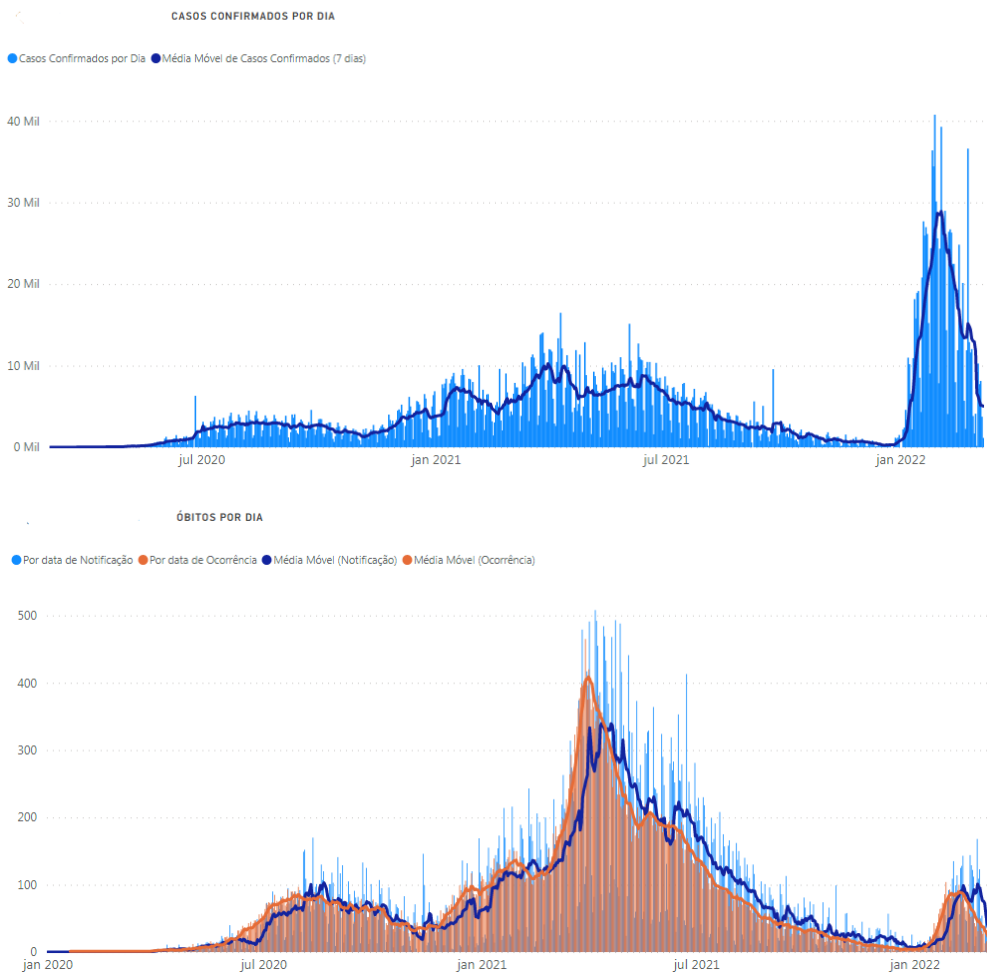 CASOS CONFIRMADOS POR DIA
Casos Confirmados por Dia Média Móvel de Casos Confirmados (7 dias)
40 Mil
30 Mil
20 Mil
10 Mil
0 Mil
jul 2020 jan 2021 jul 2021 jan 2022
ÓBITOS POR DIA
Por data de Notificação Por data de Ocorrência Média Móvel (Notificação) Média Móvel (Ocorrência)
500
400
300
200
100
0
jan 2020 jul 2020 jan 2021 jul 2021 jan 2022